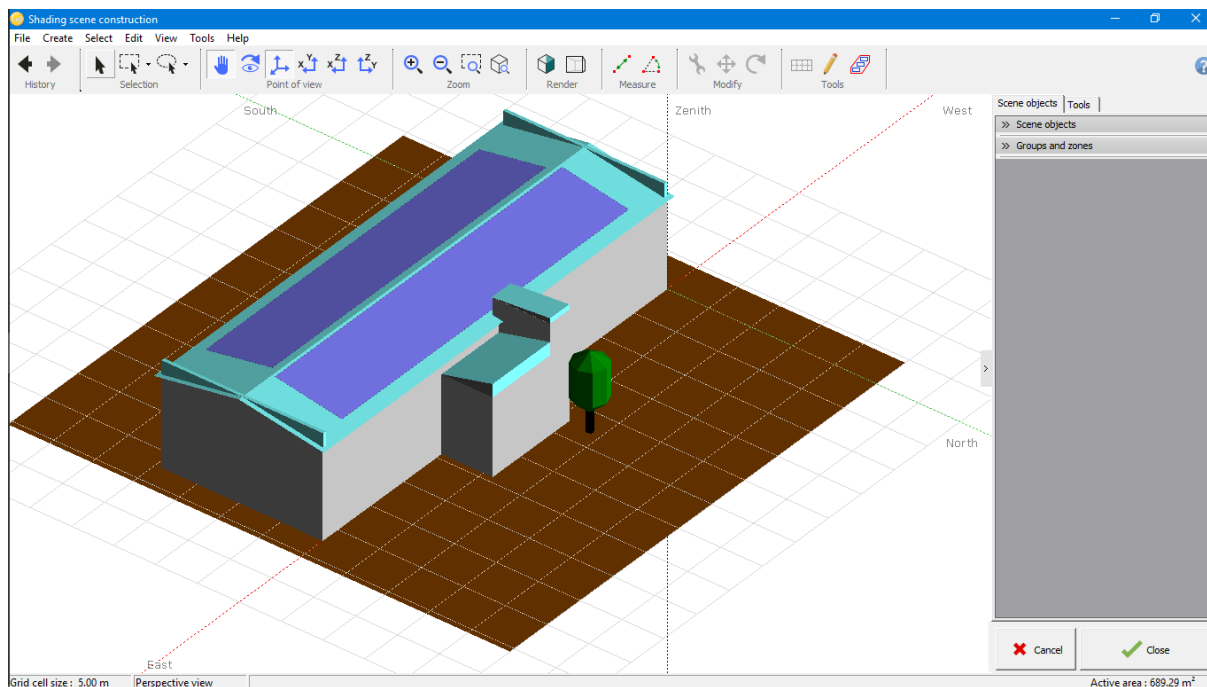 Shading scene construction
File Create Select Edit View Tools Help
History Selection Point of view Zoom Render Measure Modify Tools
South Zenith West
North
East
Scene objects Tools
Scene objects
Groups and zones
Cancel Close
Grid cell size : 5.00 m Perspective view Active area : 689.29 m²